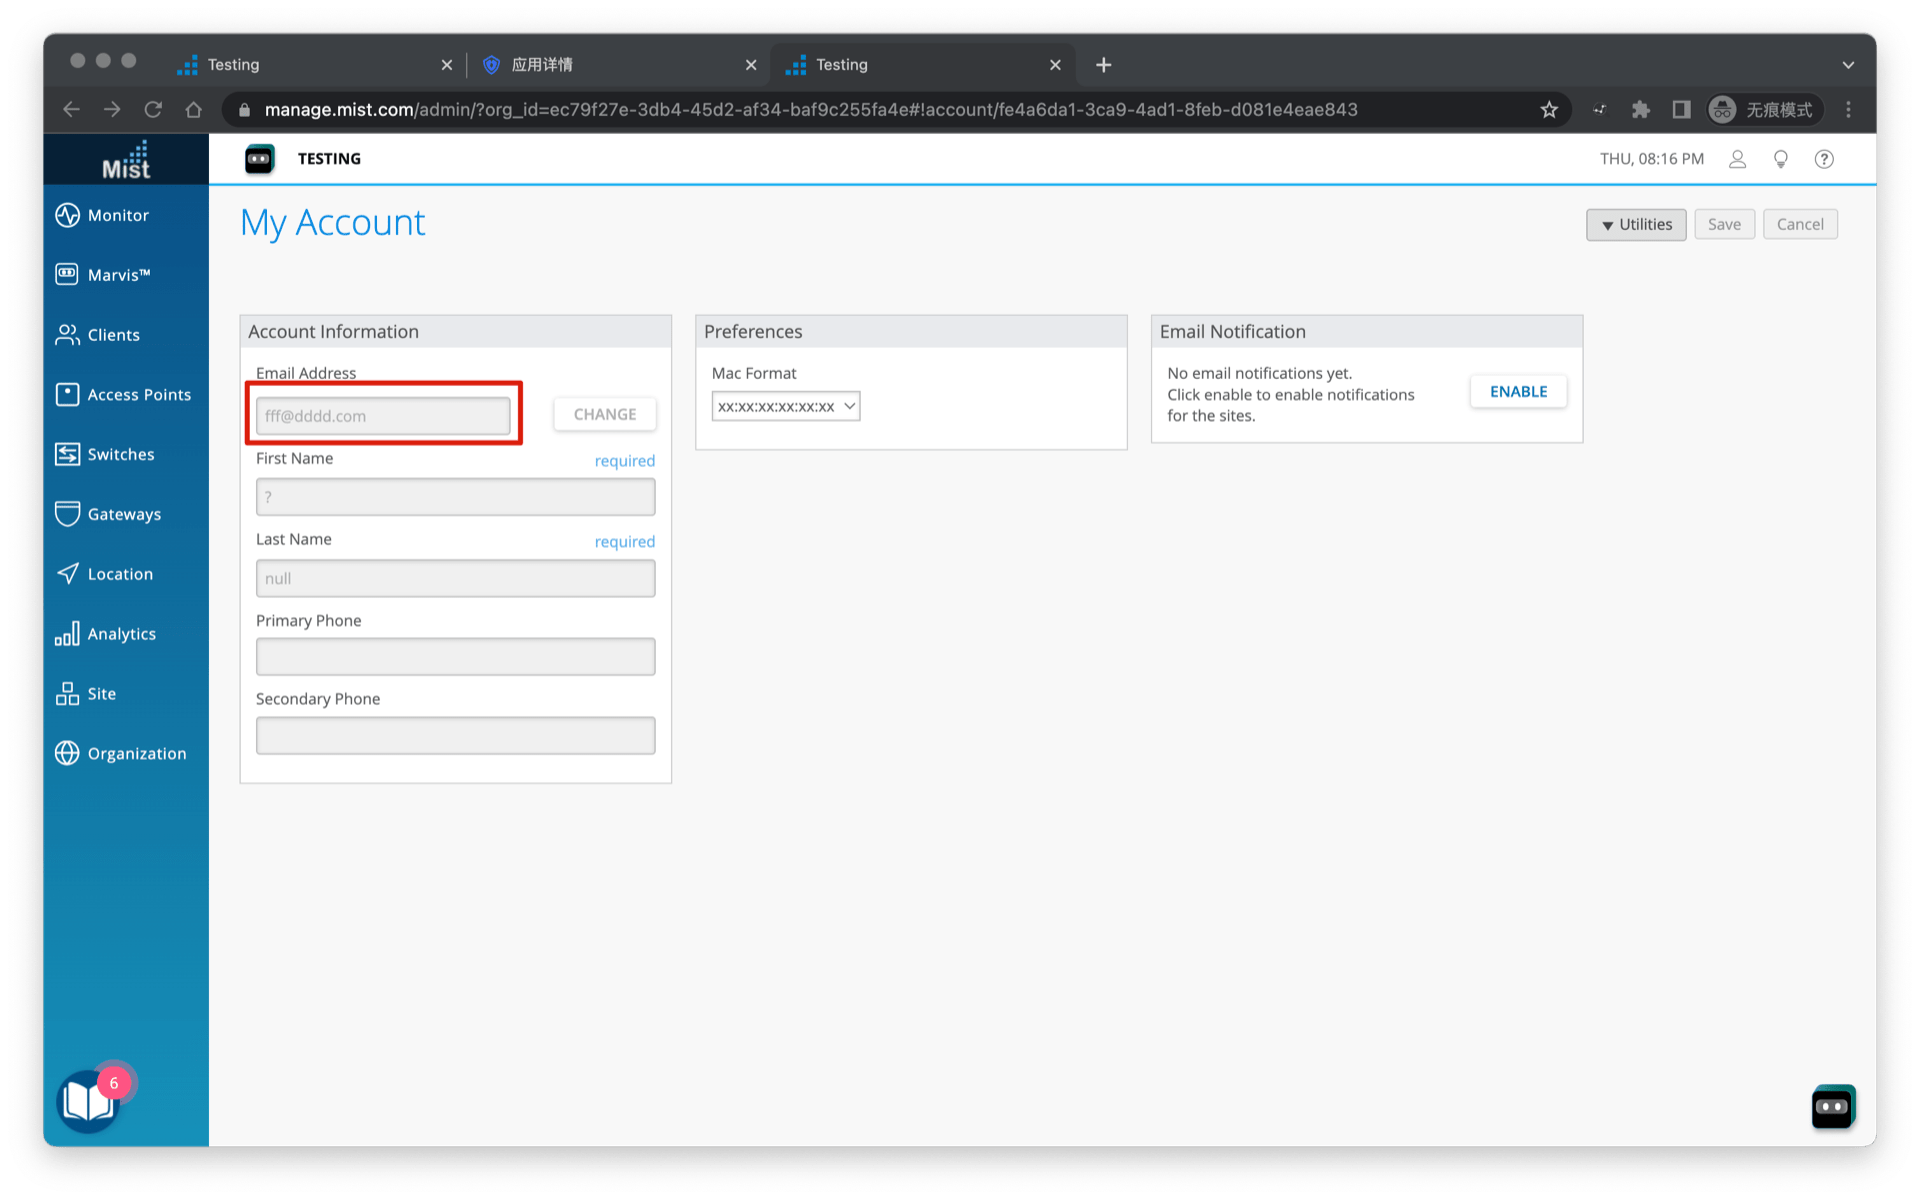 Testing
应用详情
Testing
manage.mist.com/admin/?org_id=ec79f27e-3db4-45d2-af34-baf9c255fa4e#!account/fe4a6da1-3ca9-4ad1-8feb-d081e4eae843
无痕模式
Mist
TESTING
THU, 08:16 PM
?
Monitor
Marvis™
Clients
Access Points
Switches
Gateways
Location
Analytics
Site
Organization
6
My Account
Utilities
Save
Cancel
Account Information
Email Address
fff@dddd.com
CHANGE
First Name
required
?
Last Name
required
null
Primary Phone
Secondary Phone
Preferences
Mac Format
xx:xx:xx:xx:xx:xx
Email Notification
No email notifications yet.
Click enable to enable notifications
for the sites.
ENABLE